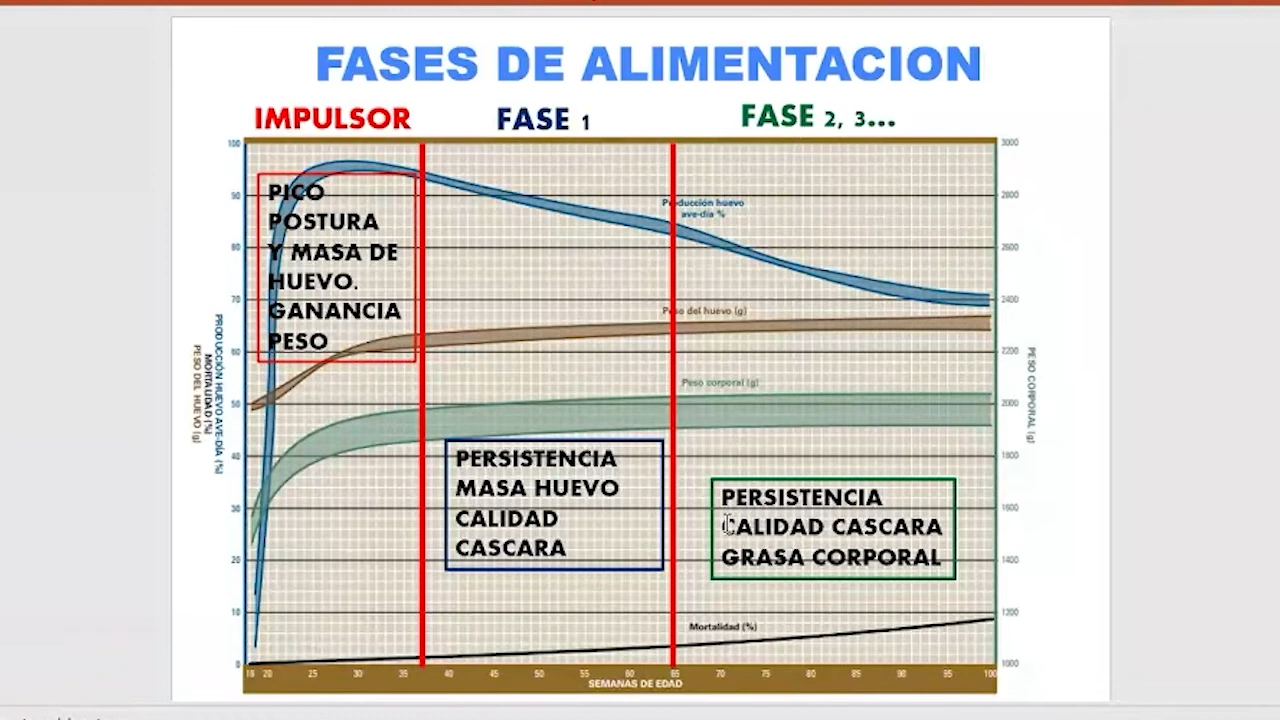 FASES DE ALIMENTACION
IMPULSOR
FASE 1
FASE 2, 3...
PICO
POSTURA
Y MASA DE
HUEVO.
GANANCIA
PESO
Producción huevo
ave-día %
Peso del huevo (g)
Peso corporal (g)
PERSISTENCIA
MASA HUEVO
CALIDAD
CASCARA
PERSISTENCIA
CALIDAD CASCARA
GRASA CORPORAL
Mortalidad (%)
PRODUCCIÓN HUEVO AVE-DÍA (%)
MORTALIDAD (%)
PESO DEL HUEVO (g)
PESO CORPORAL (g)
100
90
80
70
60
50
40
30
20
10
0
3000
2800
2600
2400
2200
2000
1800
1600
1400
1200
1000
18 20 25 30 35 40 45 50 55 60 65 70 75 80 85 90 95 100
SEMANAS DE EDAD